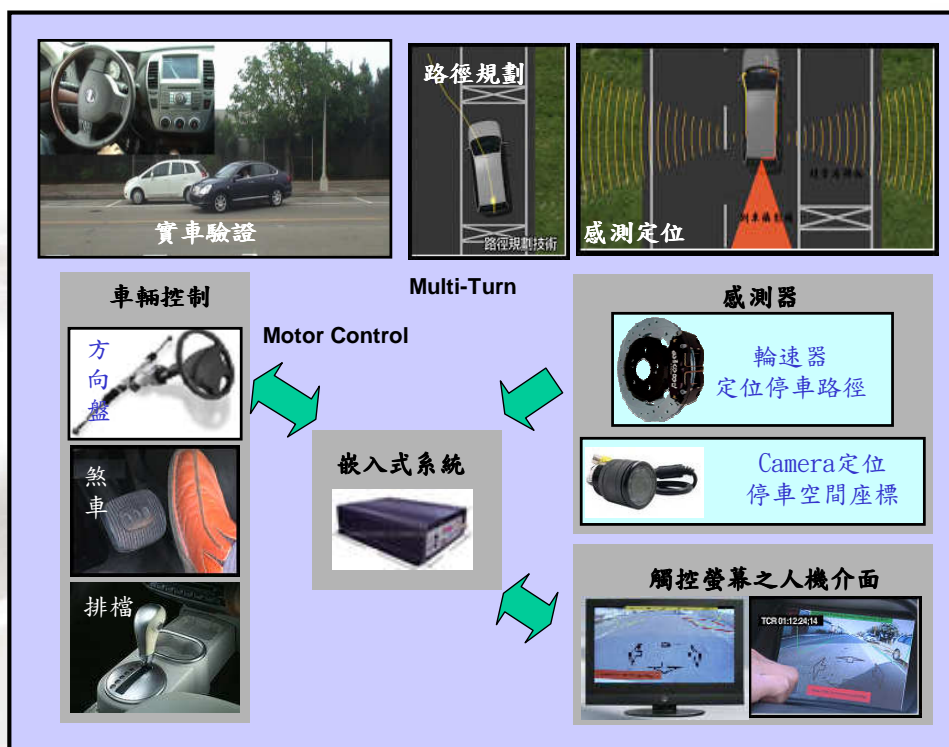 實車驗證
路徑規劃
路徑規劃技術
感測定位
Multi-Turn
車輛控制
方
向
盤
煞
車
排檔
Motor Control
嵌入式系統
感測器
輪速器
定位停車路徑
Camera定位
停車空間座標
觸控螢幕之人機介面
TCR 01:12:24;14